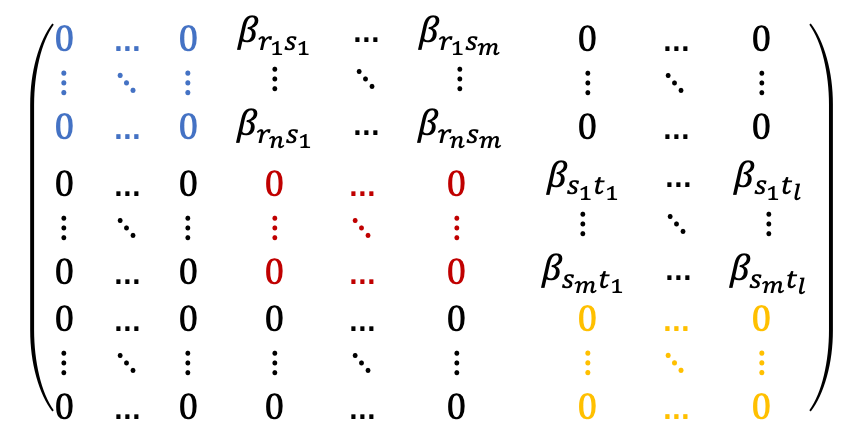 0 ... 0 β_{r_1 s_1} ... β_{r_1 s_m} 0 ... 0
⋮ ⋱ ⋮ ⋮ ⋱ ⋮ ⋮ ⋱ ⋮
0 ... 0 β_{r_n s_1} ... β_{r_n s_m} 0 ... 0
0 ... 0 0 ... 0 β_{s_1 t_1} ... β_{s_1 t_l}
⋮ ⋱ ⋮ ⋮ ⋱ ⋮ ⋮ ⋱ ⋮
0 ... 0 0 ... 0 β_{s_m t_1} ... β_{s_m t_l}
0 ... 0 0 ... 0 0 ... 0
⋮ ⋱ ⋮ ⋮ ⋱ ⋮ ⋮ ⋱ ⋮
0 ... 0 0 ... 0 0 ... 0